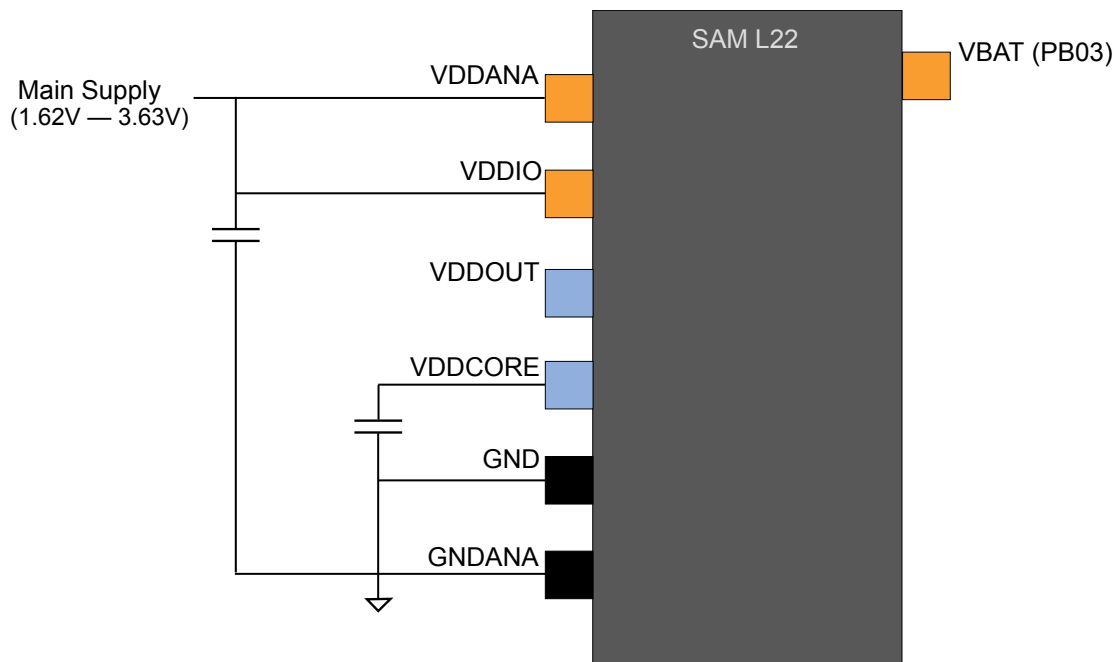 SAM L22
VBAT (PB03)
VDDANA
Main Supply
(1.62V — 3.63V)
VDDIO
VDDOUT
VDDCORE
GND
GNDANA